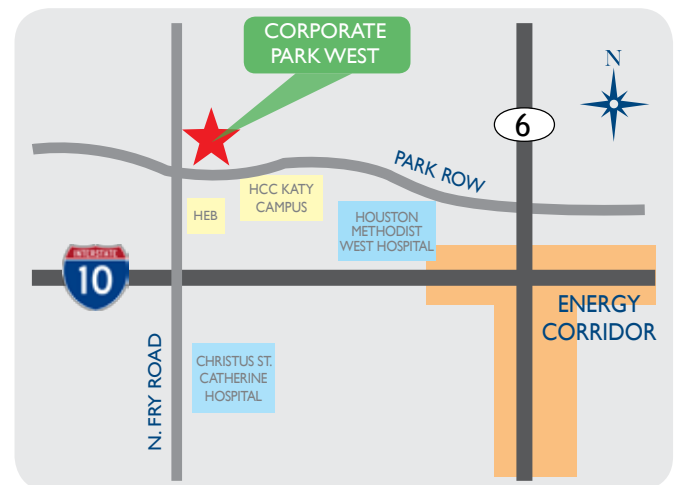 CORPORATE
PARK WEST
N
6
PARK ROW
HCC KATY
CAMPUS
HEB
HOUSTON
METHODIST
WEST HOSPITAL
INTERSTATE
10
ENERGY
CORRIDOR
N. FRY ROAD
CHRISTUS ST.
CATHERINE
HOSPITAL